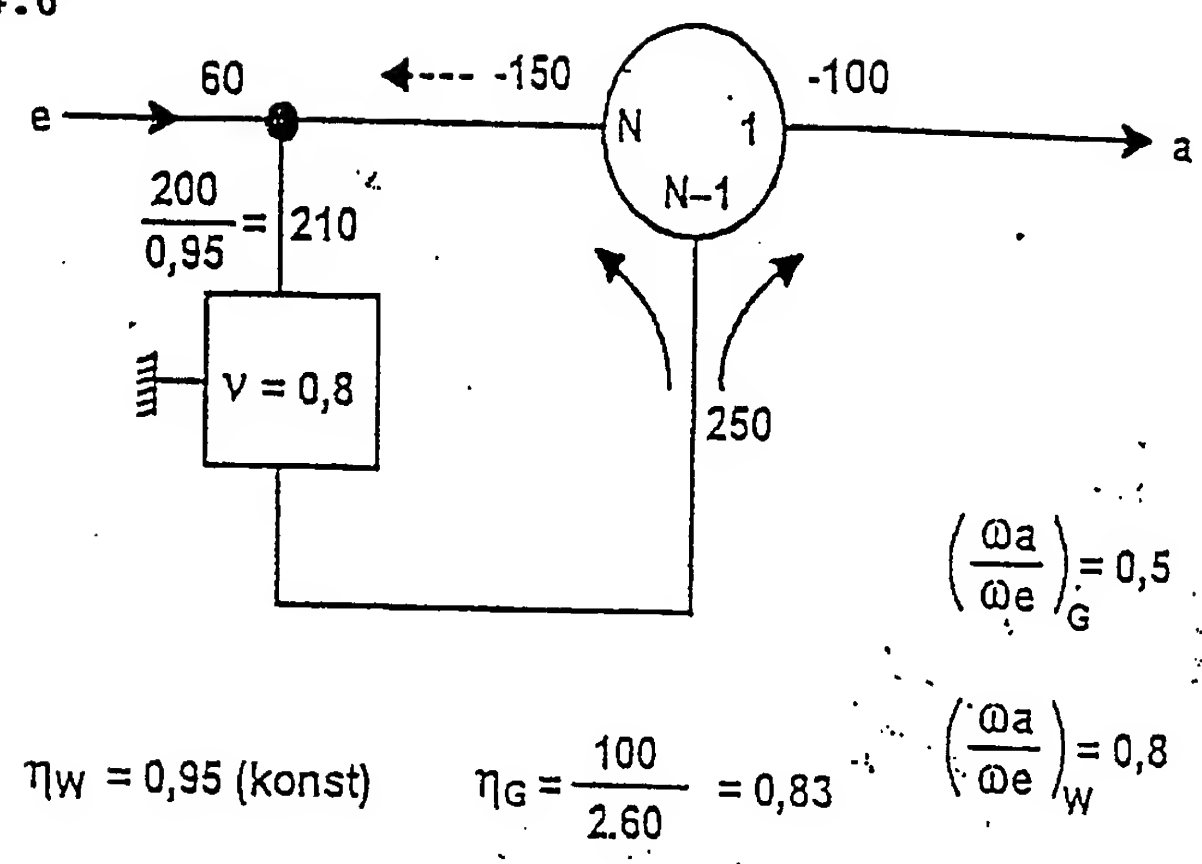 60
-150
-100
e
N
1
a
N–1
200
0,95
=
210
ν = 0,8
250
(ωa/ωe)G = 0,5
(ωa/ωe)W = 0,8
ηW = 0,95 (konst)
ηG = 100/2.60 = 0,83